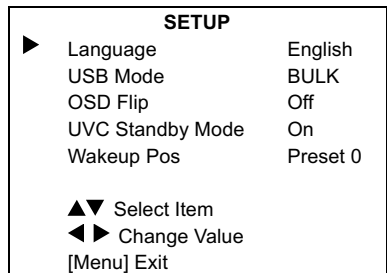 SETUP
▶ Language English
USB Mode BULK
OSD Flip Off
UVC Standby Mode On
Wakeup Pos Preset 0
▲▼ Select Item
◀ ▶ Change Value
[Menu] Exit